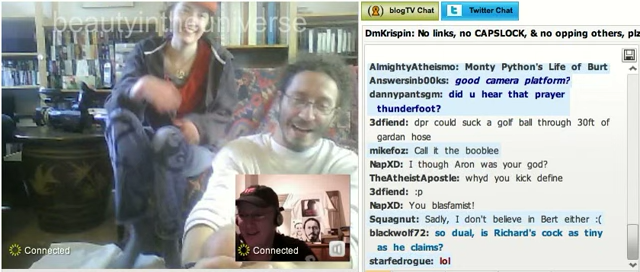 beautyintheuniverse
Connected
Connected
blogTV Chat
Twitter Chat
DmKrispin: No links, no CAPSLOCK, & no opping others, plz
AlmightyAtheismo: Monty Python's Life of Burt
Answersinb00ks: good camera platform?
dannypantsgm: did u hear that prayer
thunderfoot?
3dfiend: dpr could suck a golf ball through 30ft of
gardan hose
mikefoz: Call it the booblee
NapXD: I though Aron was your god?
TheAtheistApostle: whyd you kick define
3dfiend: :p
NapXD: You blasfamist!
Squagnut: Sadly, I don't believe in Bert either :(
blackwolf72: so dual, is Richard's cock as tiny
as he claims?
starfedrogue: lol